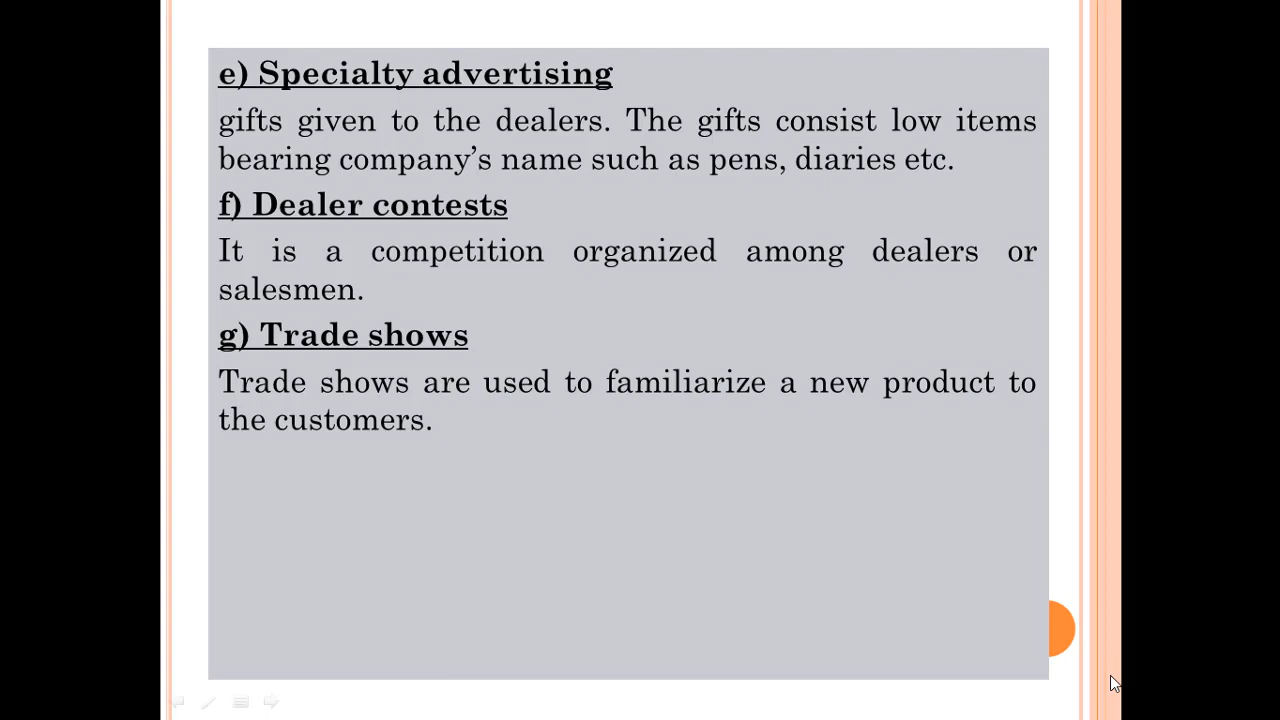 e) Specialty advertising
gifts given to the dealers. The gifts consist low items
bearing company’s name such as pens, diaries etc.
f) Dealer contests
It is a competition organized among dealers or
salesmen.
g) Trade shows
Trade shows are used to familiarize a new product to
the customers.